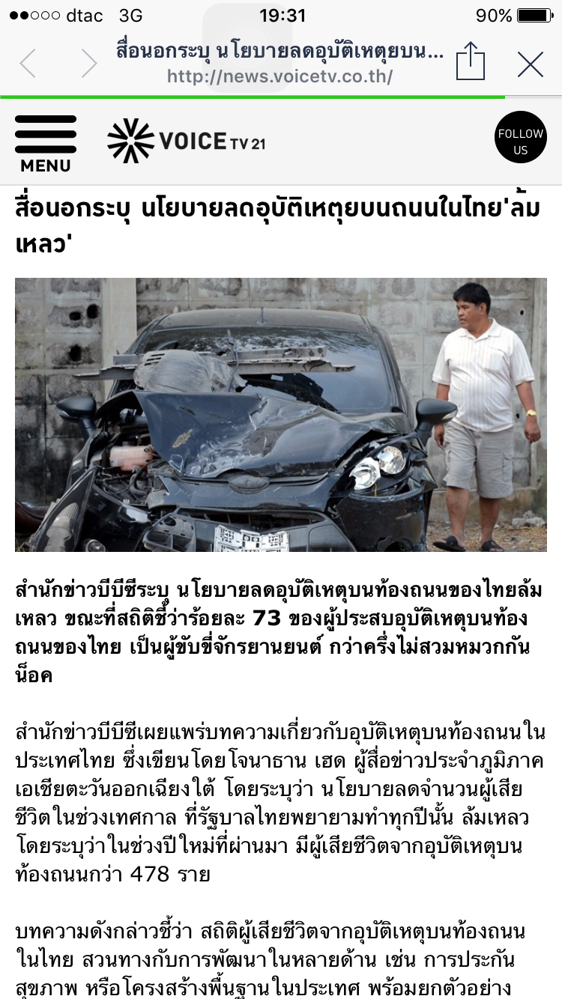 dtac 3G 19:31 90%
สื่อนอกระบุ นโยบายลดอุบัติเหตุยบน...
http://news.voicetv.co.th/
MENU
VOICE TV 21
FOLLOW
US
สื่อนอกระบุ นโยบายลดอุบัติเหตุยบนถนนในไทย'ล้ม
เหลว'
สำนักข่าวบีบีซีระบุ นโยบายลดอุบัติเหตุบนท้องถนนของไทยล้ม
เหลว ขณะที่สถิติชี้ว่าร้อยละ 73 ของผู้ประสบอุบัติเหตุบนท้อง
ถนนของไทย เป็นผู้ขับขี่จักรยานยนต์ กว่าครึ่งไม่สวมหมวกกัน
น็อค
สำนักข่าวบีบีซีเผยแพร่บทความเกี่ยวกับอุบัติเหตุบนท้องถนนใน
ประเทศไทย ซึ่งเขียนโดยโจนาธาน เฮด ผู้สื่อข่าวประจำภูมิภาค
เอเชียตะวันออกเฉียงใต้ โดยระบุว่า นโยบายลดจำนวนผู้เสีย
ชีวิตในช่วงเทศกาล ที่รัฐบาลไทยพยายามทำทุกปีนั้น ล้มเหลว
โดยระบุว่าในช่วงปีใหม่ที่ผ่านมา มีผู้เสียชีวิตจากอุบัติเหตุบน
ท้องถนนกว่า 478 ราย
บทความดังกล่าวชี้ว่า สถิติผู้เสียชีวิตจากอุบัติเหตุบนท้องถนน
ในไทย สวนทางกับการพัฒนาในหลายด้าน เช่น การประกัน
สุขภาพ หรือโครงสร้างพื้นฐานในประเทศ พร้อมยกตัวอย่าง